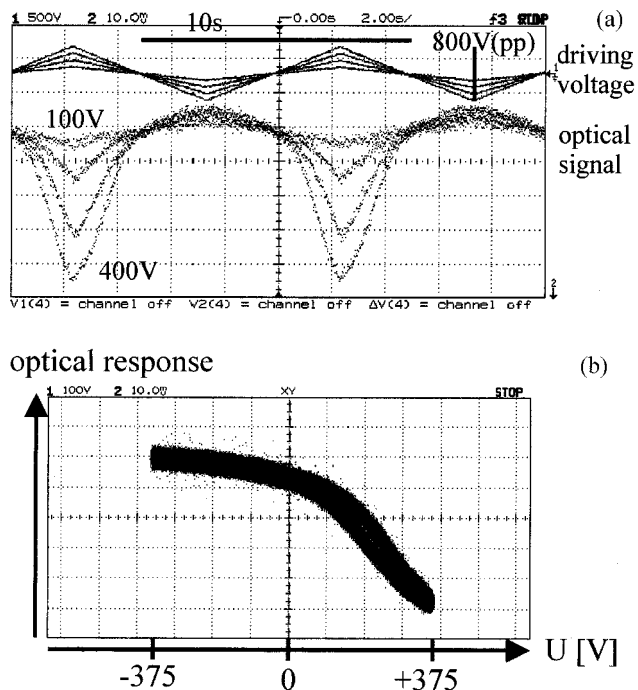 1 500V 2 10.0V 0.00s 2.00s/ f3 STOP
(a)
10s
800V(pp)
driving
voltage
100V
optical
signal
400V
V1(4) = channel off V2(4) = channel off ΔV(4) = channel off
optical response
(b)
1 100V 2 10.0V XY STOP
U [V]
-375 0 +375